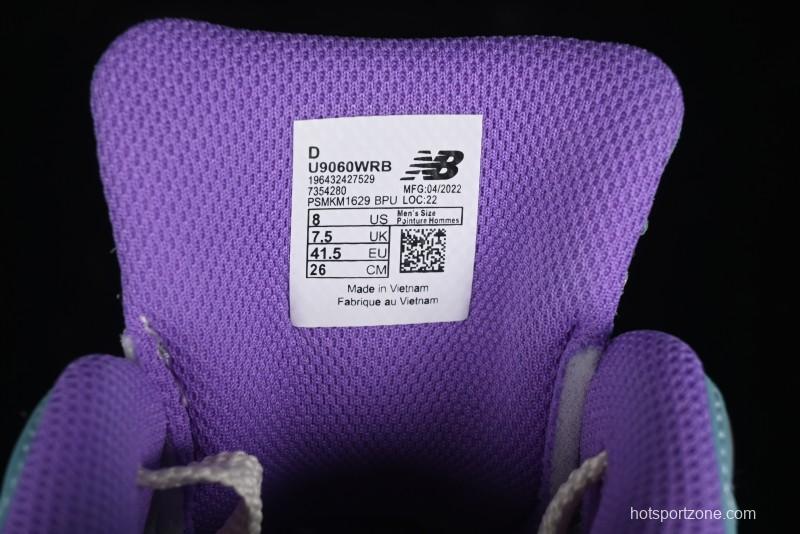 D
U9060WRB
NB
196432427529
7354280 MFG:04/2022
PSMKM1629 BPU LOC:22
8 US Men's Size
Pointure Hommes
7.5 UK
41.5 EU
26 CM
Made in Vietnam
Fabrique au Vietnam
hotsportzone.com